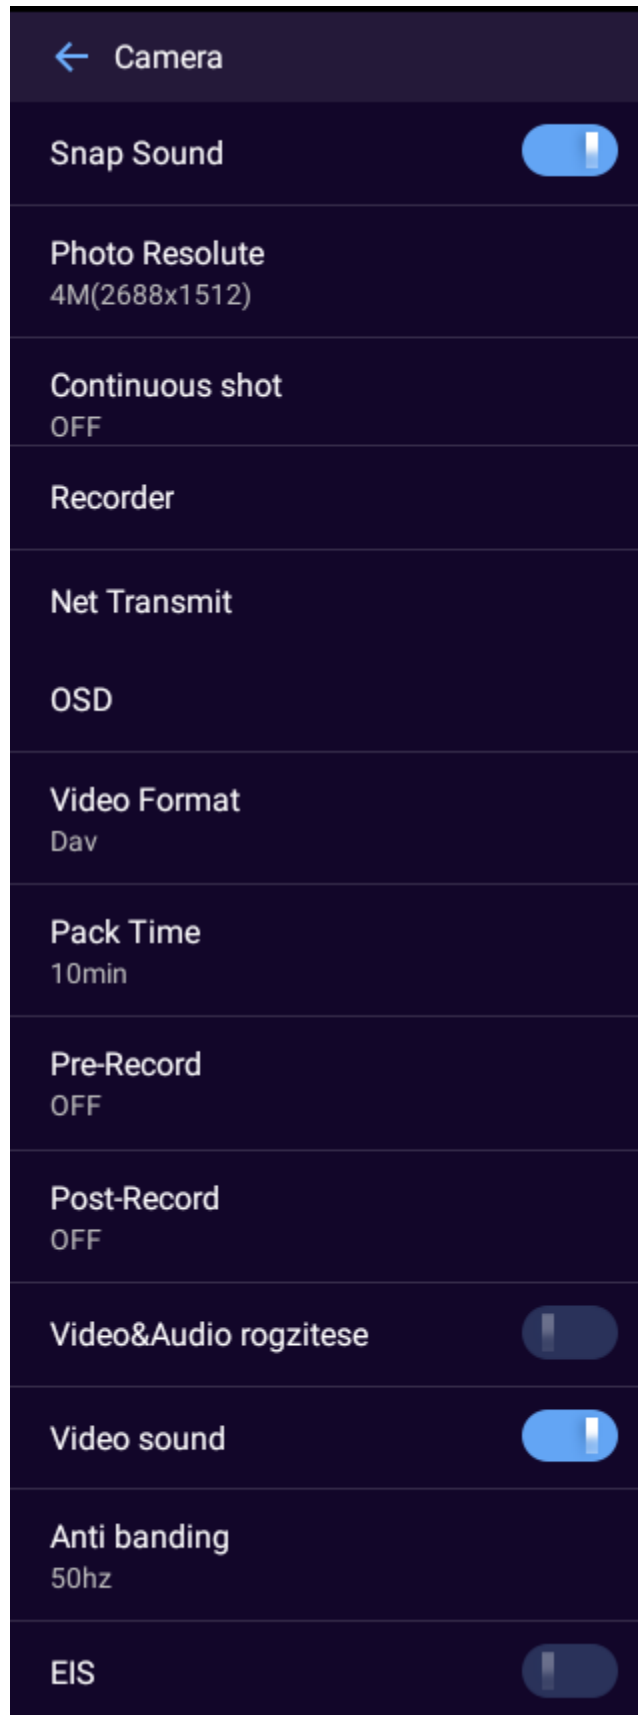 Camera
Snap Sound
Photo Resolute
4M(2688x1512)
Continuous shot
OFF
Recorder
Net Transmit
OSD
Video Format
Dav
Pack Time
10min
Pre-Record
OFF
Post-Record
OFF
Video&Audio rogzitese
Video sound
Anti banding
50hz
EIS